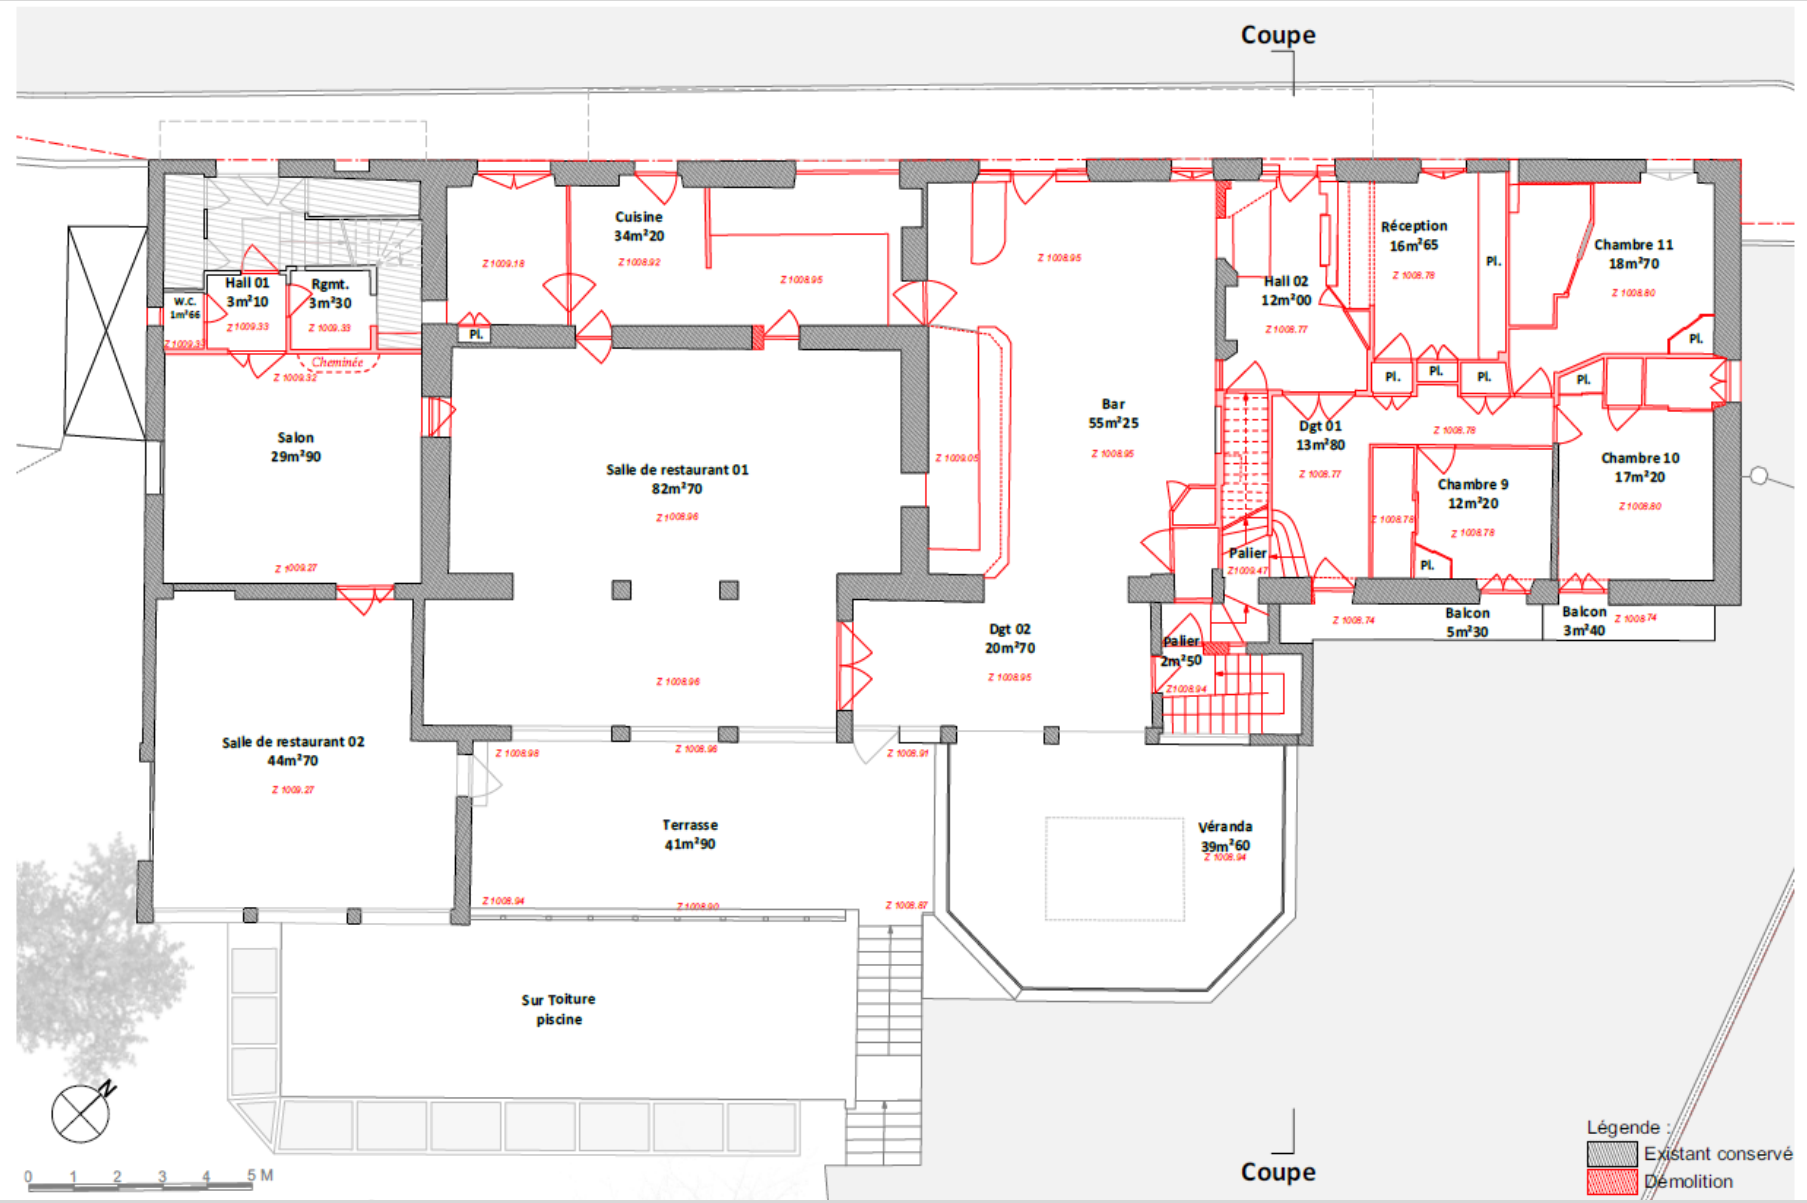 Coupe
Cuisine
34m²20
Z 1009.18
Z 1008.92
Z 1008.95
Z 1008.95
Réception
16m²65
Z 1008.78
Pl.
Chambre 11
18m²70
Z 1008.80
Hall 01
3m²10
Z 1009.33
Rgmt.
3m²30
Z 1009.33
W.C.
1m²66
Z 1009.33
Hall 02
12m²00
Z 1008.77
Pl.
Pl.
Cheminée
Z 1009.32
Pl.
Pl.
Pl.
Pl.
Salon
29m²90
Z 1009.27
Bar
55m²25
Z 1008.95
Z 1009.05
Dgt 01
13m²80
Z 1008.77
Z 1008.78
Salle de restaurant 01
82m²70
Z 1008.96
Chambre 9
12m²20
Z 1008.78
Z 1008.78
Pl.
Chambre 10
17m²20
Z 1008.80
Palier
Z 1009.47
Balcon
5m²30
Z 1008.74
Balcon
3m²40
Z 1008.74
Dgt 02
20m²70
Z 1008.95
Palier
2m²50
Z 1008.94
Z 1008.96
Salle de restaurant 02
44m²70
Z 1009.27
Z 1008.98
Z 1008.96
Z 1008.91
Terrasse
41m²90
Véranda
39m²60
Z 1008.94
Z 1008.94
Z 1008.90
Z 1008.87
Sur Toiture
piscine
N
0 1 2 3 4 5 M
Coupe
Légende :
Existant conservé
Démolition